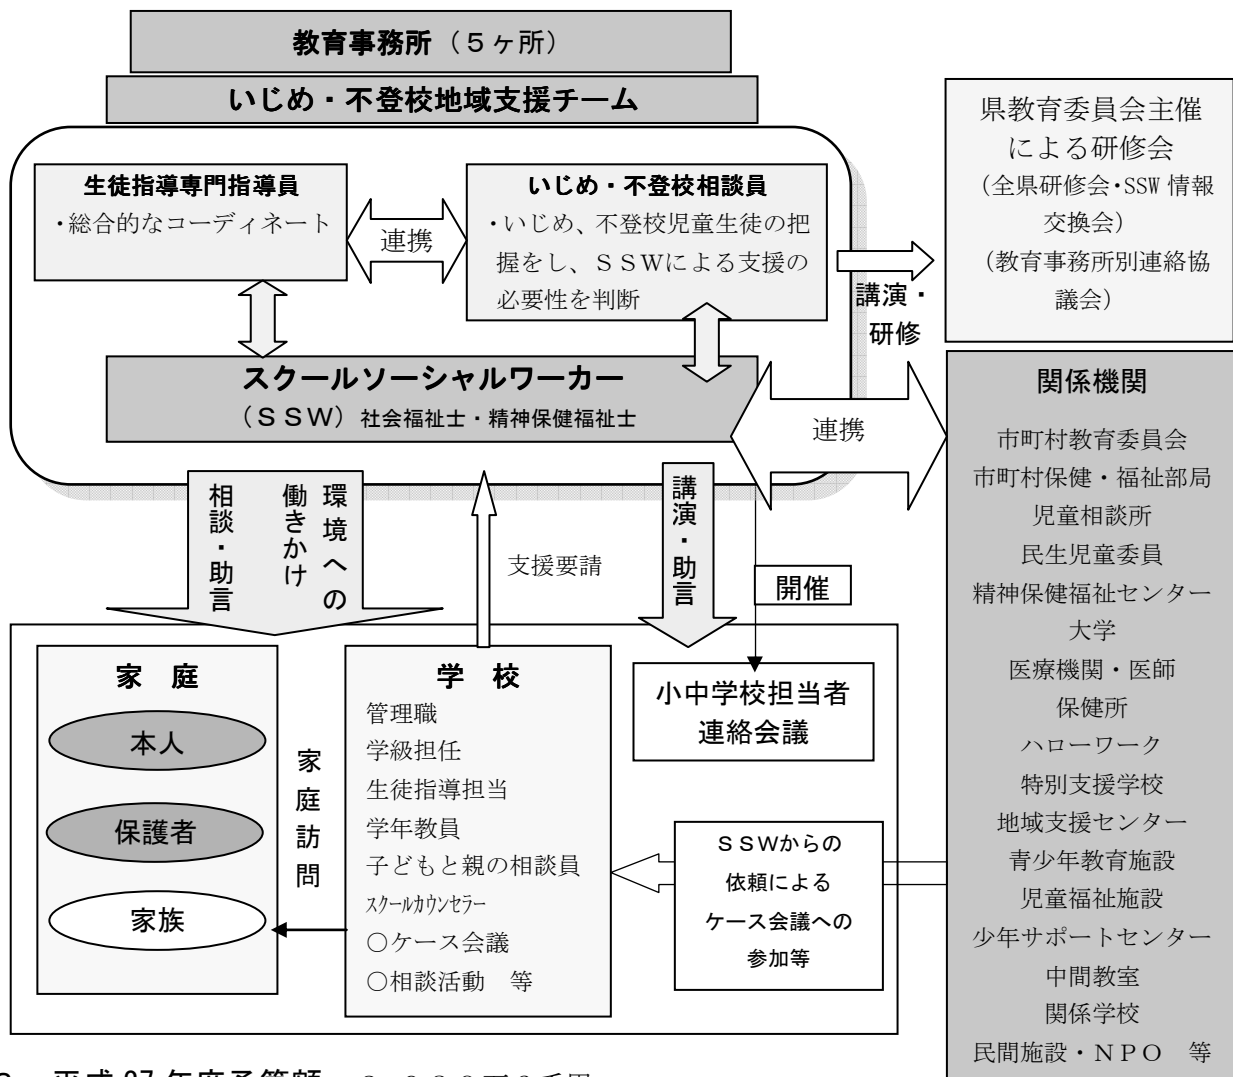 教育事務所（５ヶ所）
いじめ・不登校地域支援チーム
生徒指導専門指導員
・総合的なコーディネート
連携
いじめ・不登校相談員
・いじめ、不登校児童生徒の把
握をし、ＳＳＷによる支援の
必要性を判断
講演・
研修
県教育委員会主催
による研修会
（全県研修会・SSW 情報
交換会）
（教育事務所別連絡協
議会）
スクールソーシャルワーカー
（ＳＳＷ）社会福祉士・精神保健福祉士
連携
関係機関
市町村教育委員会
市町村保健・福祉部局
児童相談所
民生児童委員
精神保健福祉センター
大学
医療機関・医師
保健所
ハローワーク
特別支援学校
地域支援センター
青少年教育施設
児童福祉施設
少年サポートセンター
中間教室
関係学校
民間施設・ＮＰＯ　等
環境への
働きかけ
相談・助言
支援要請
講演・助言
開催
家　庭
本人
保護者
家族
家庭訪問
学　校
管理職
学級担任
生徒指導担当
学年教員
子どもと親の相談員
ｽｸｰﾙｶｳﾝｾﾗｰ
○ケース会議
○相談活動　等
小中学校担当者
連絡会議
ＳＳＷからの
依頼による
ケース会議への
参加等
平成 27 年度予算額